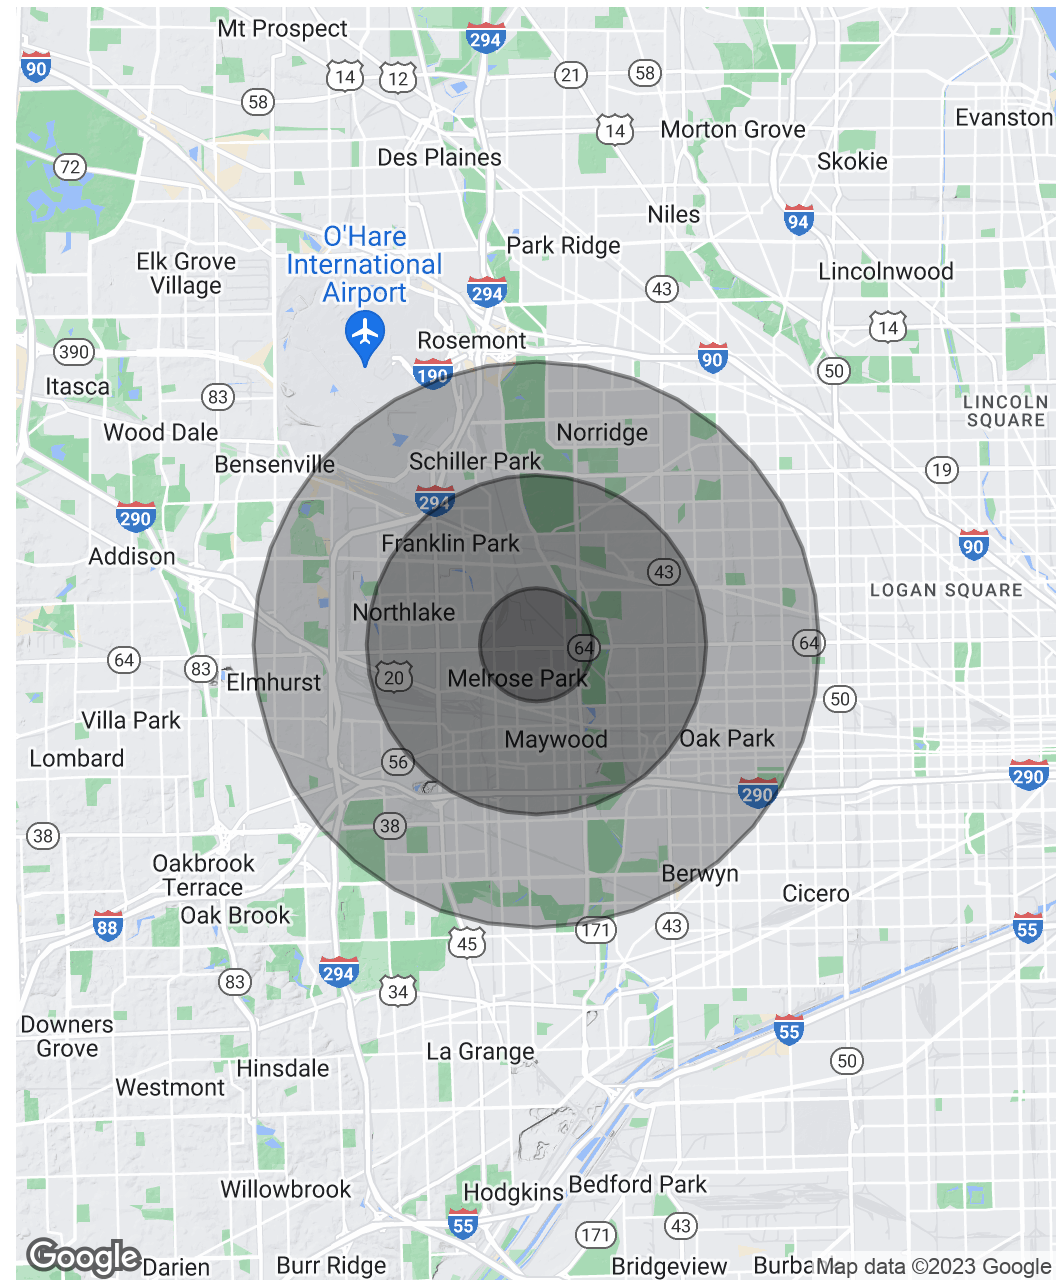 Mt Prospect
294
90
14
12
21
58
58
14
Evanston
Morton Grove
Des Plaines
Skokie
72
Niles
94
O'Hare
International
Airport
Park Ridge
Elk Grove
Village
Lincolnwood
294
43
14
Rosemont
390
90
190
50
Itasca
83
LINCOLN
SQUARE
Wood Dale
Norridge
Bensenville
Schiller Park
19
294
290
Franklin Park
90
Addison
43
LOGAN SQUARE
Northlake
64
64
64
83
20
Melrose Park
Elmhurst
50
Villa Park
Maywood
Oak Park
Lombard
56
290
290
38
38
Oakbrook
Terrace
Berwyn
Cicero
Oak Brook
88
171
43
55
45
294
83
34
Downers
Grove
55
La Grange
50
Hinsdale
Westmont
Willowbrook
Hodgkins
Bedford Park
55
43
171
Google
Darien
Burr Ridge
Bridgeview
Burba
Map data ©2023 Google